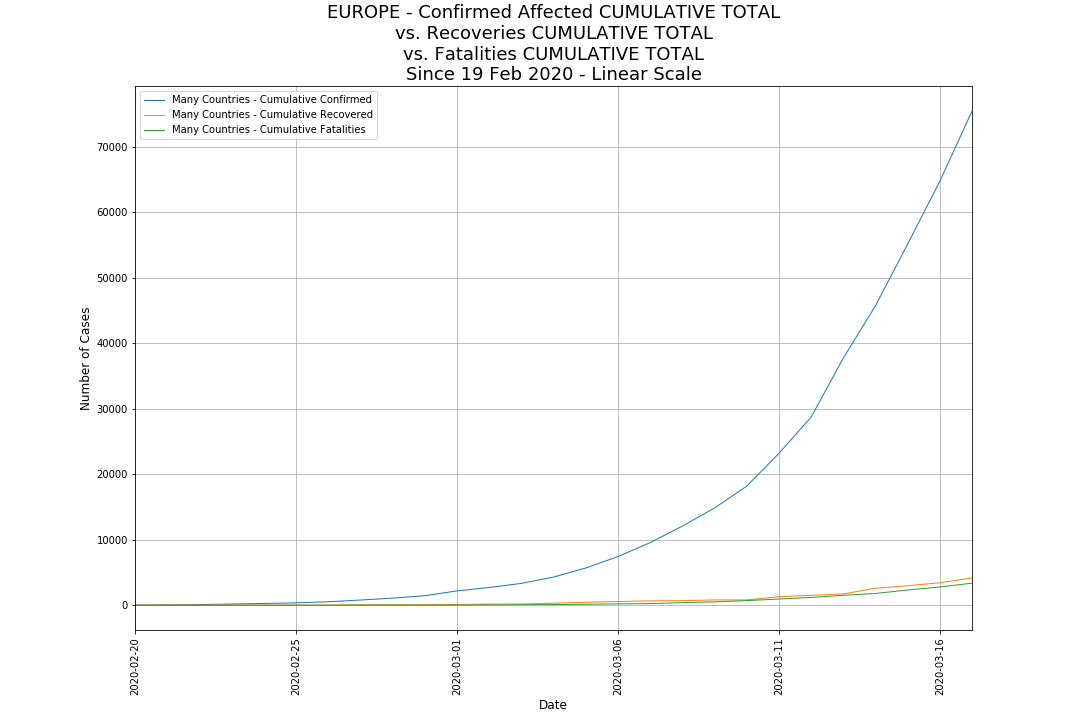 EUROPE - Confirmed Affected CUMULATIVE TOTAL
vs. Recoveries CUMULATIVE TOTAL
vs. Fatalities CUMULATIVE TOTAL
Since 19 Feb 2020 - Linear Scale
Many Countries - Cumulative Confirmed
Many Countries - Cumulative Recovered
Many Countries - Cumulative Fatalities
Number of Cases
70000
60000
50000
40000
30000
20000
10000
0
2020-02-20
2020-02-25
2020-03-01
2020-03-06
2020-03-11
2020-03-16
Date